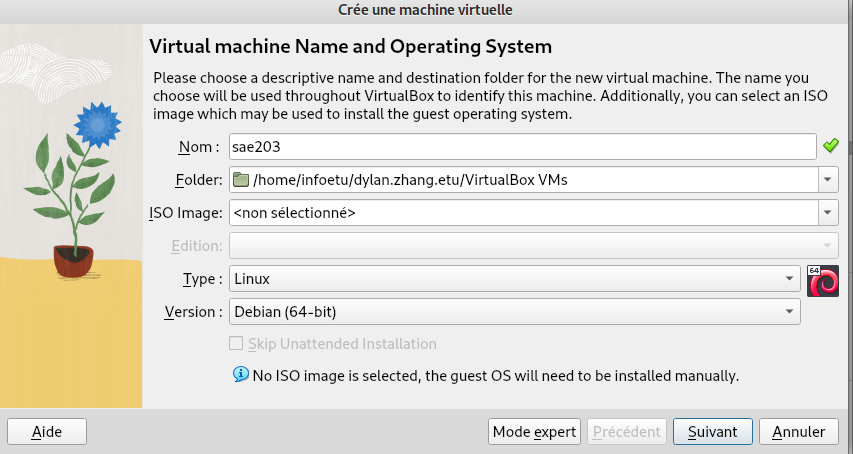 Crée une machine virtuelle
Virtual machine Name and Operating System
Please choose a descriptive name and destination folder for the new virtual machine. The name you
choose will be used throughout VirtualBox to identify this machine. Additionally, you can select an ISO
image which may be used to install the guest operating system.
Nom : sae203
Folder: /home/infoetu/dylan.zhang.etu/VirtualBox VMs
ISO Image: <non sélectionné>
Edition:
Type : Linux
64
Version : Debian (64-bit)
Skip Unattended Installation
No ISO image is selected, the guest OS will need to be installed manually.
Aide Mode expert Précédent Suivant Annuler